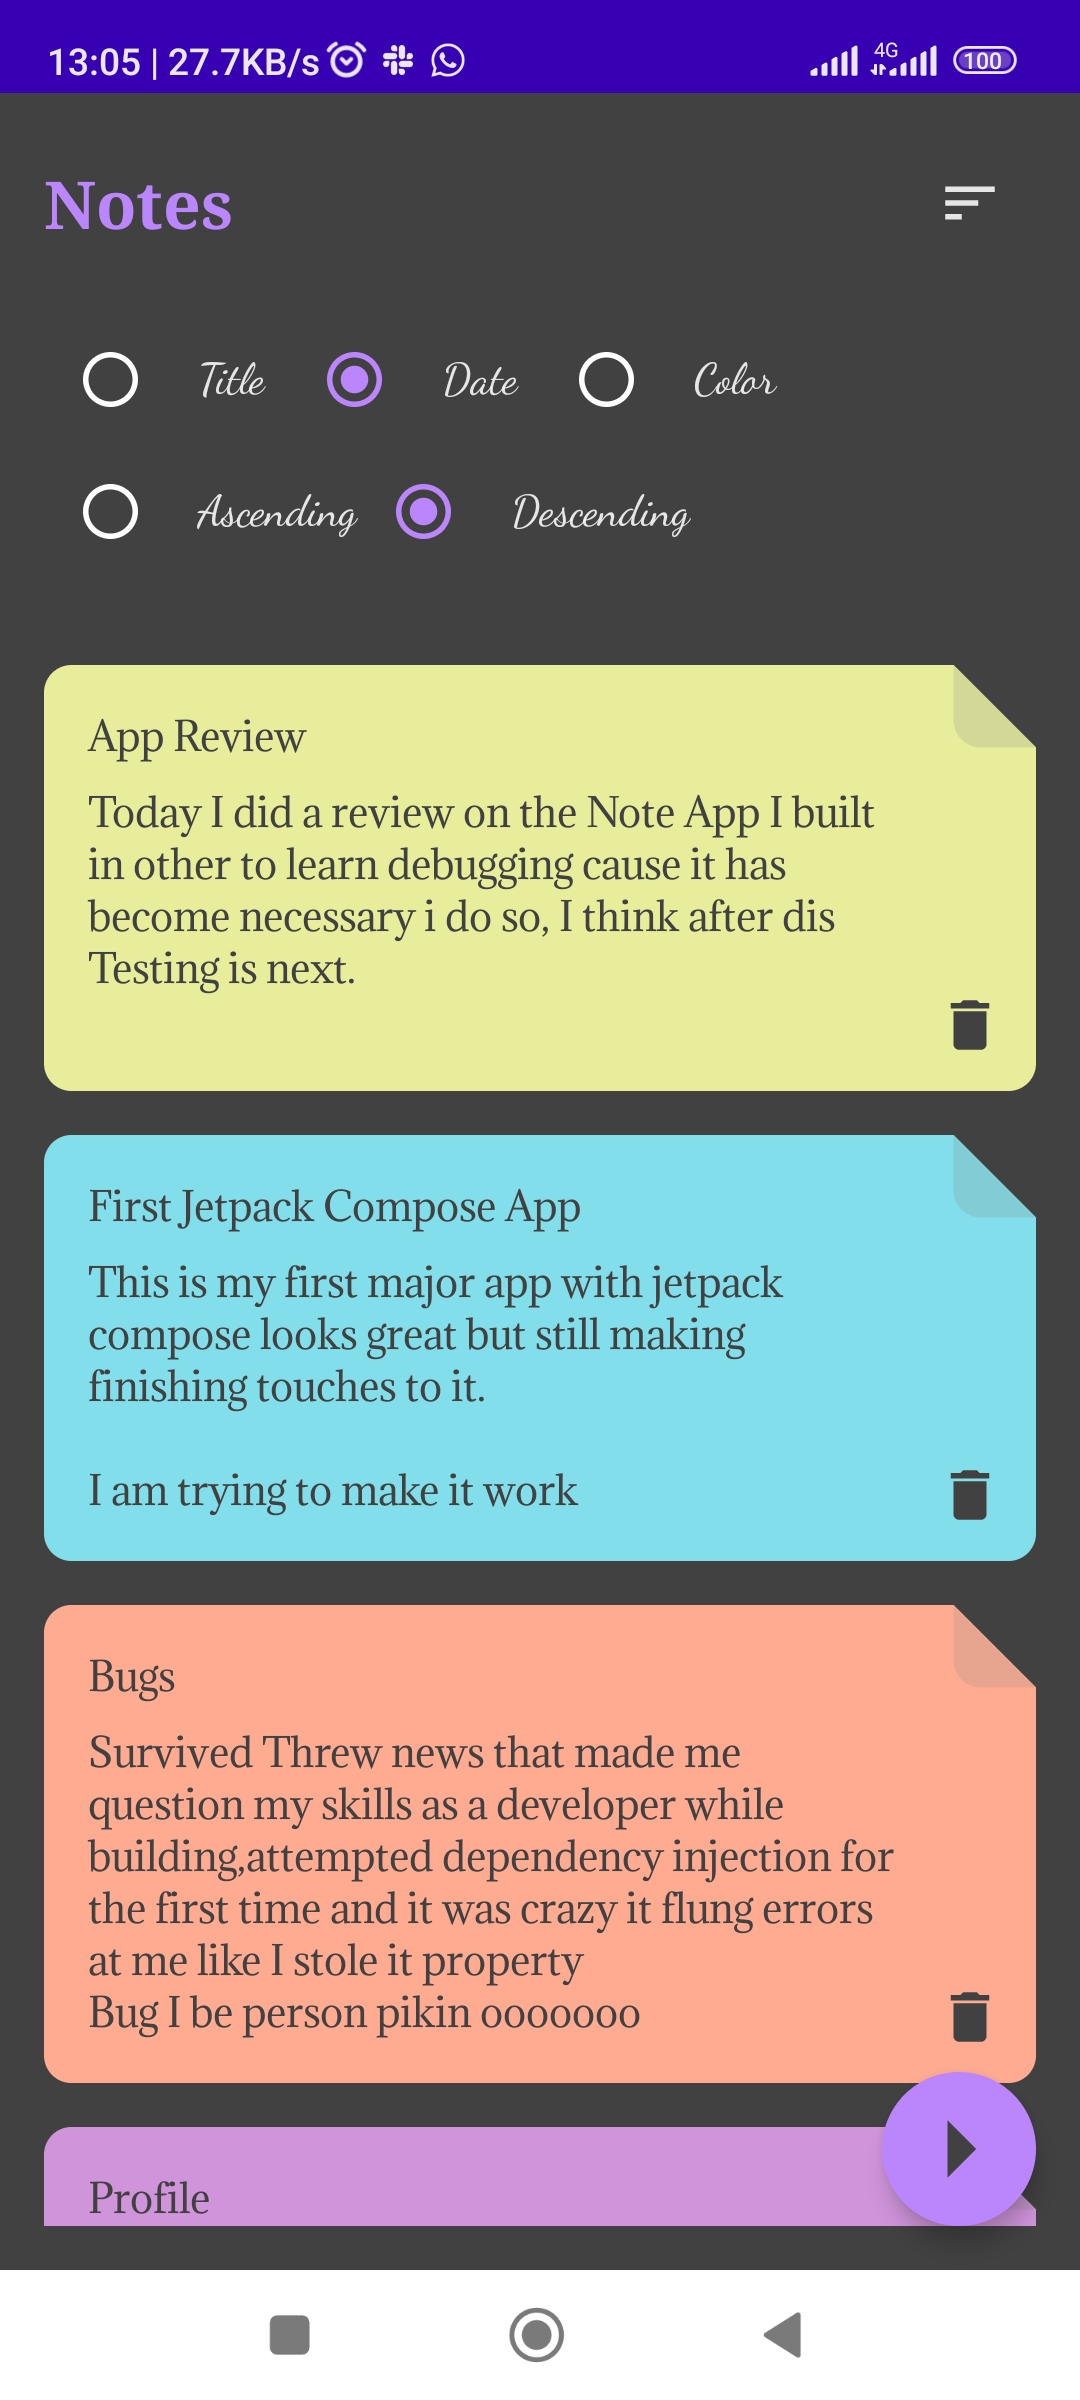 13:05 | 27.7KB/s 4G 100
Notes
Title Date Color
Ascending Descending
App Review
Today I did a review on the Note App I built
in other to learn debugging cause it has
become necessary i do so, I think after dis
Testing is next.
First Jetpack Compose App
This is my first major app with jetpack
compose looks great but still making
finishing touches to it.
I am trying to make it work
Bugs
Survived Threw news that made me
question my skills as a developer while
building,attempted dependency injection for
the first time and it was crazy it flung errors
at me like I stole it property
Bug I be person pikin ooooooo
Profile